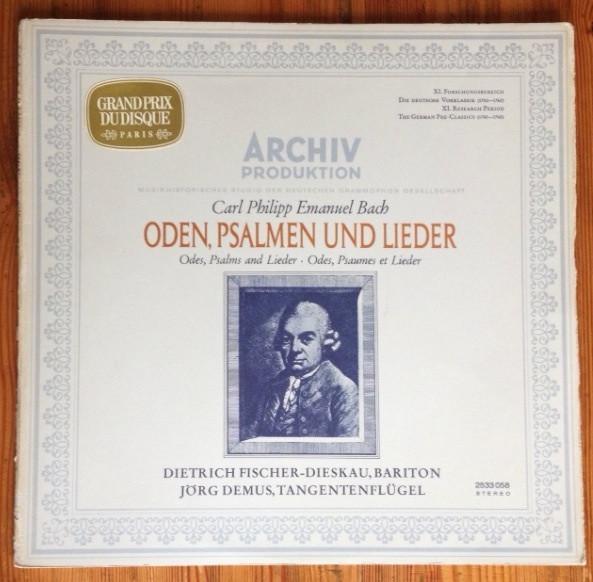 GRAND PRIX
DU DISQUE
PARIS
XI. Forschungsbereich
Die deutsche Vorklassik (1700—1760)
XI. Research Period
The German Pre-Classics (1700—1760)
ARCHIV
PRODUKTION
MUSIKHISTORISCHES STUDIO DER DEUTSCHEN GRAMMOPHON GESELLSCHAFT
Carl Philipp Emanuel Bach
ODEN, PSALMEN UND LIEDER
Odes, Psalms and Lieder · Odes, Psaumes et Lieder
DIETRICH FISCHER-DIESKAU, BARITON
JÖRG DEMUS, TANGENTENFLÜGEL
2533 058
STEREO